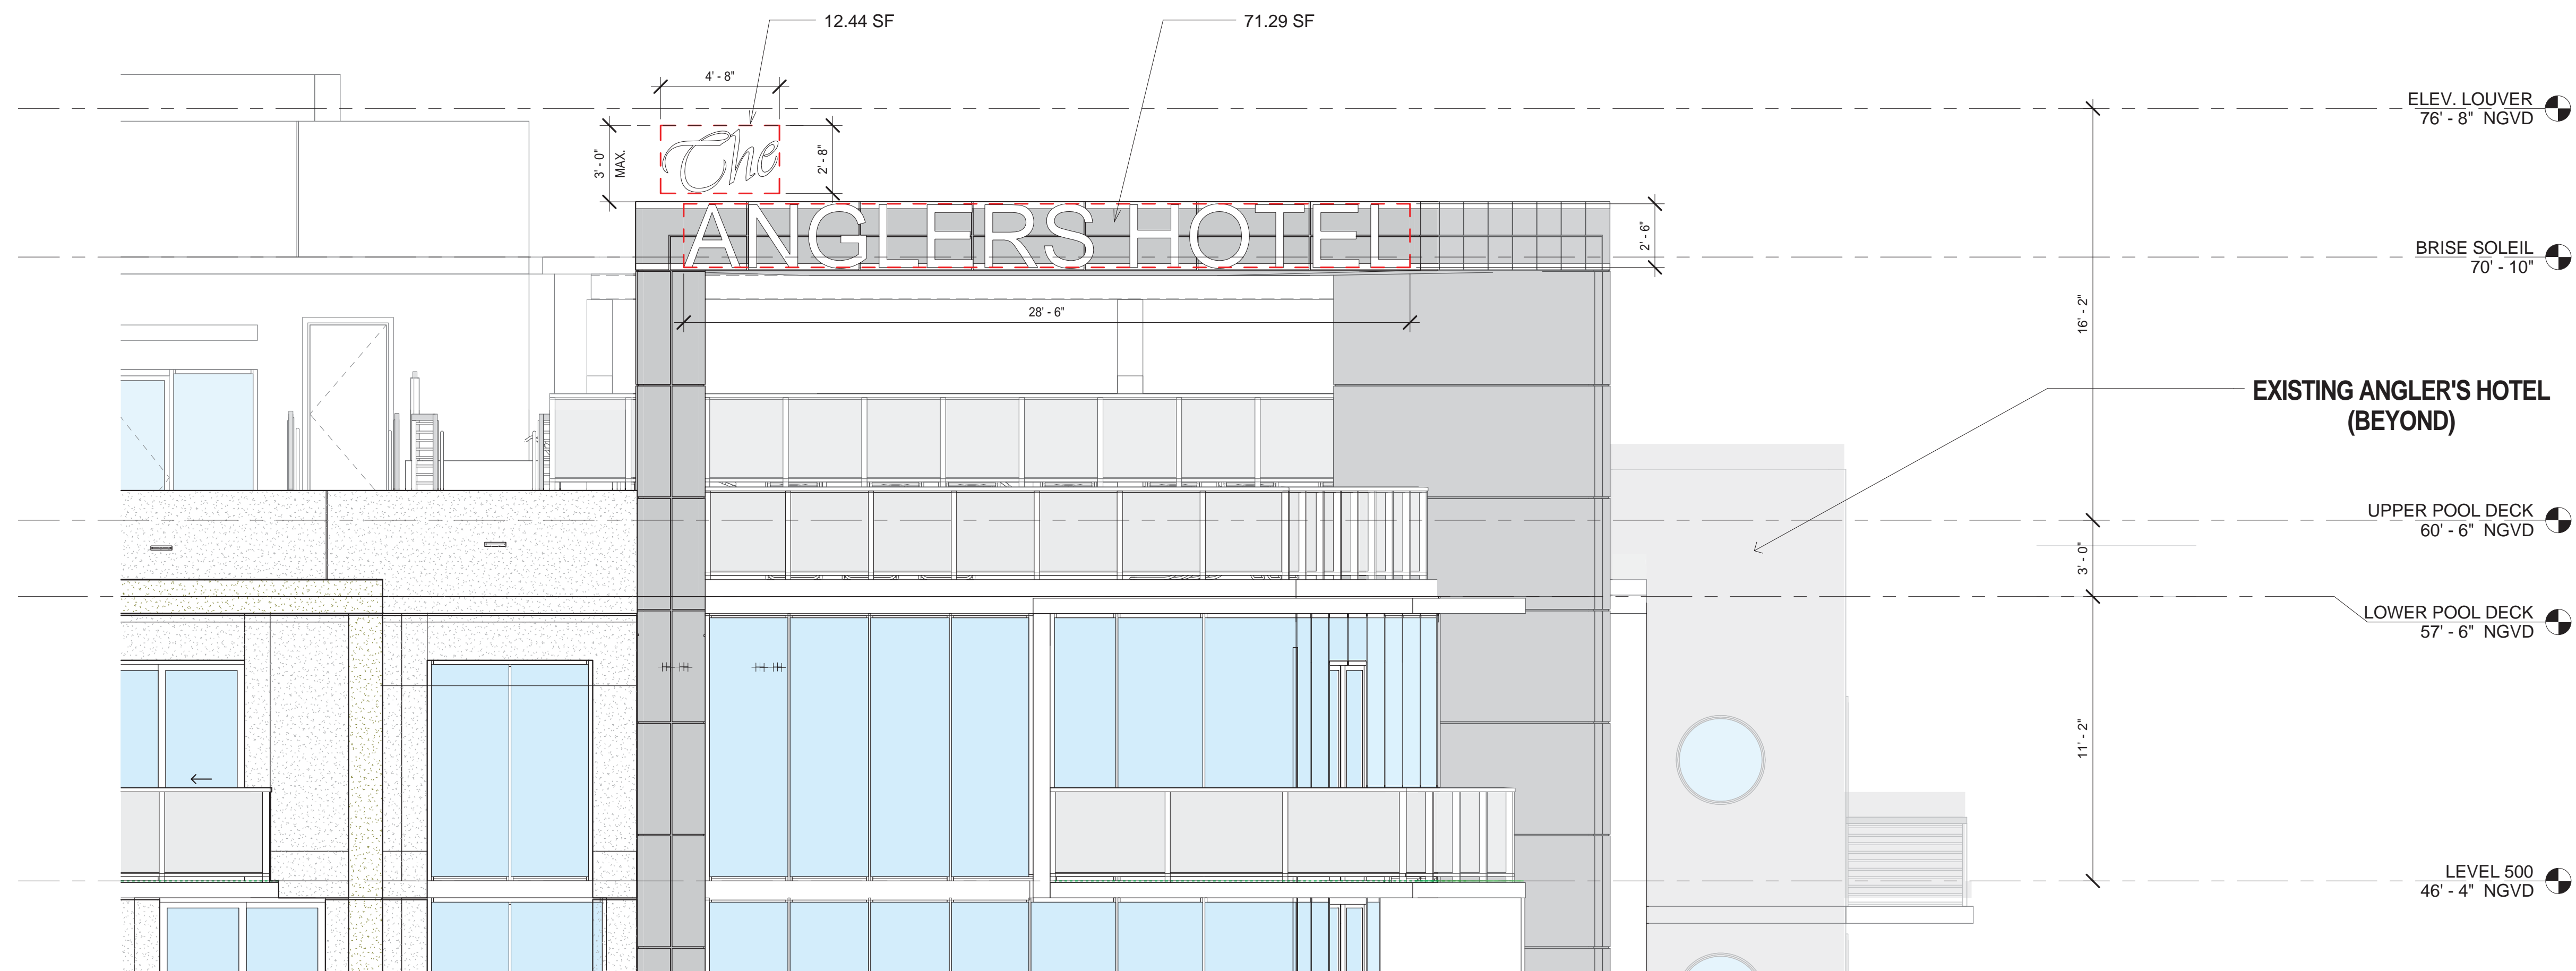 12.44 SF
71.29 SF
4' - 8"
ELEV. LOUVER
76' - 8" NGVD
3' - 0"
MAX.
The
2' - 8"
ANGLERS HOTEL
2' - 6"
BRISE SOLEIL
70' - 10"
28' - 6"
16' - 2"
EXISTING ANGLER'S HOTEL
(BEYOND)
UPPER POOL DECK
60' - 6" NGVD
3' - 0"
LOWER POOL DECK
57' - 6" NGVD
11' - 2"
LEVEL 500
46' - 4" NGVD